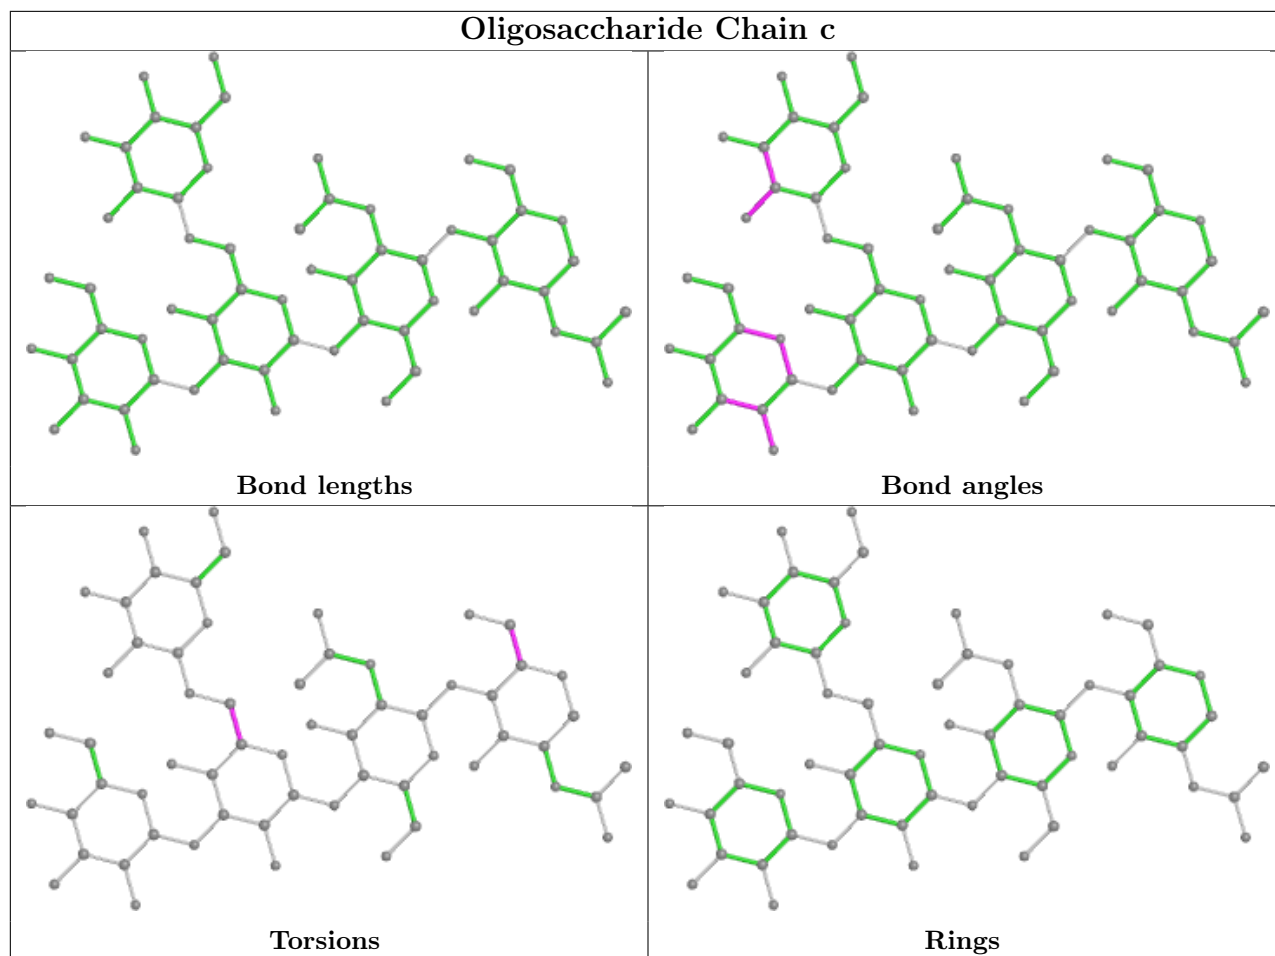 Oligosaccharide Chain c
Bond lengths
Bond angles
Torsions
Rings